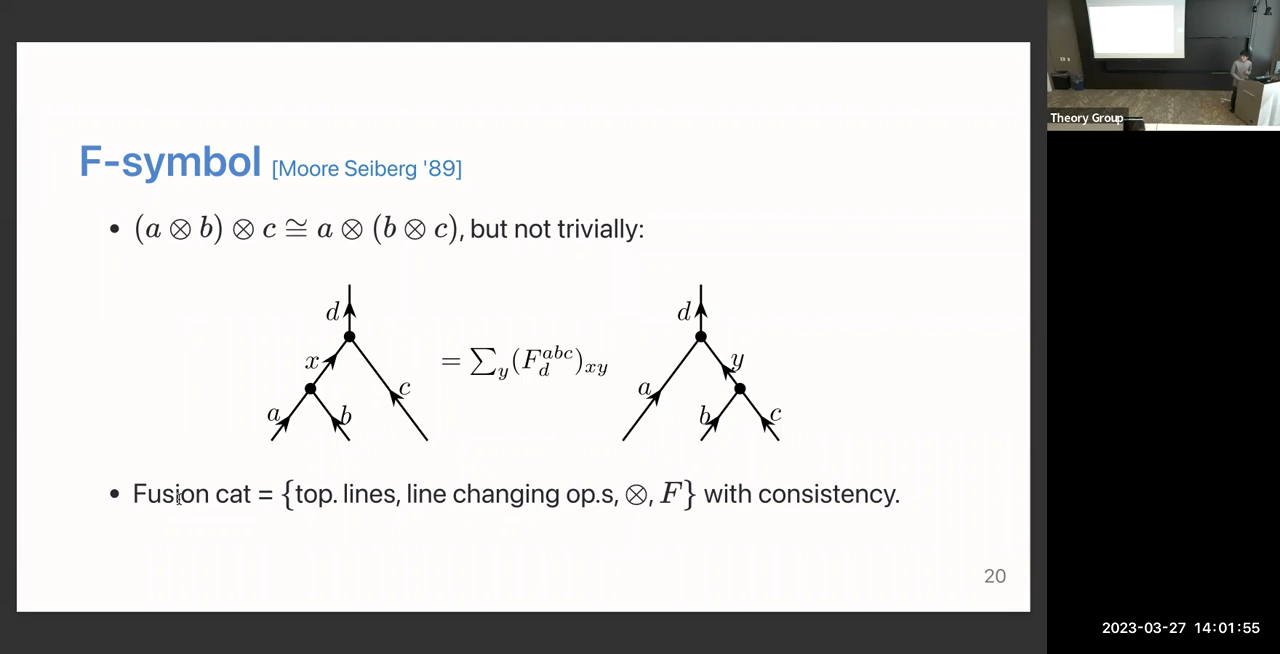 F-symbol [Moore Seiberg '89]
• (a ⊗ b) ⊗ c ≅ a ⊗ (b ⊗ c), but not trivially:
d
x
a
b
c
= ∑_y (F_d^{abc})_{xy}
d
y
a
b
c
• Fusion cat = {top. lines, line changing op.s, ⊗, F} with consistency.
20
Theory Group
2023-03-27 14:01:55